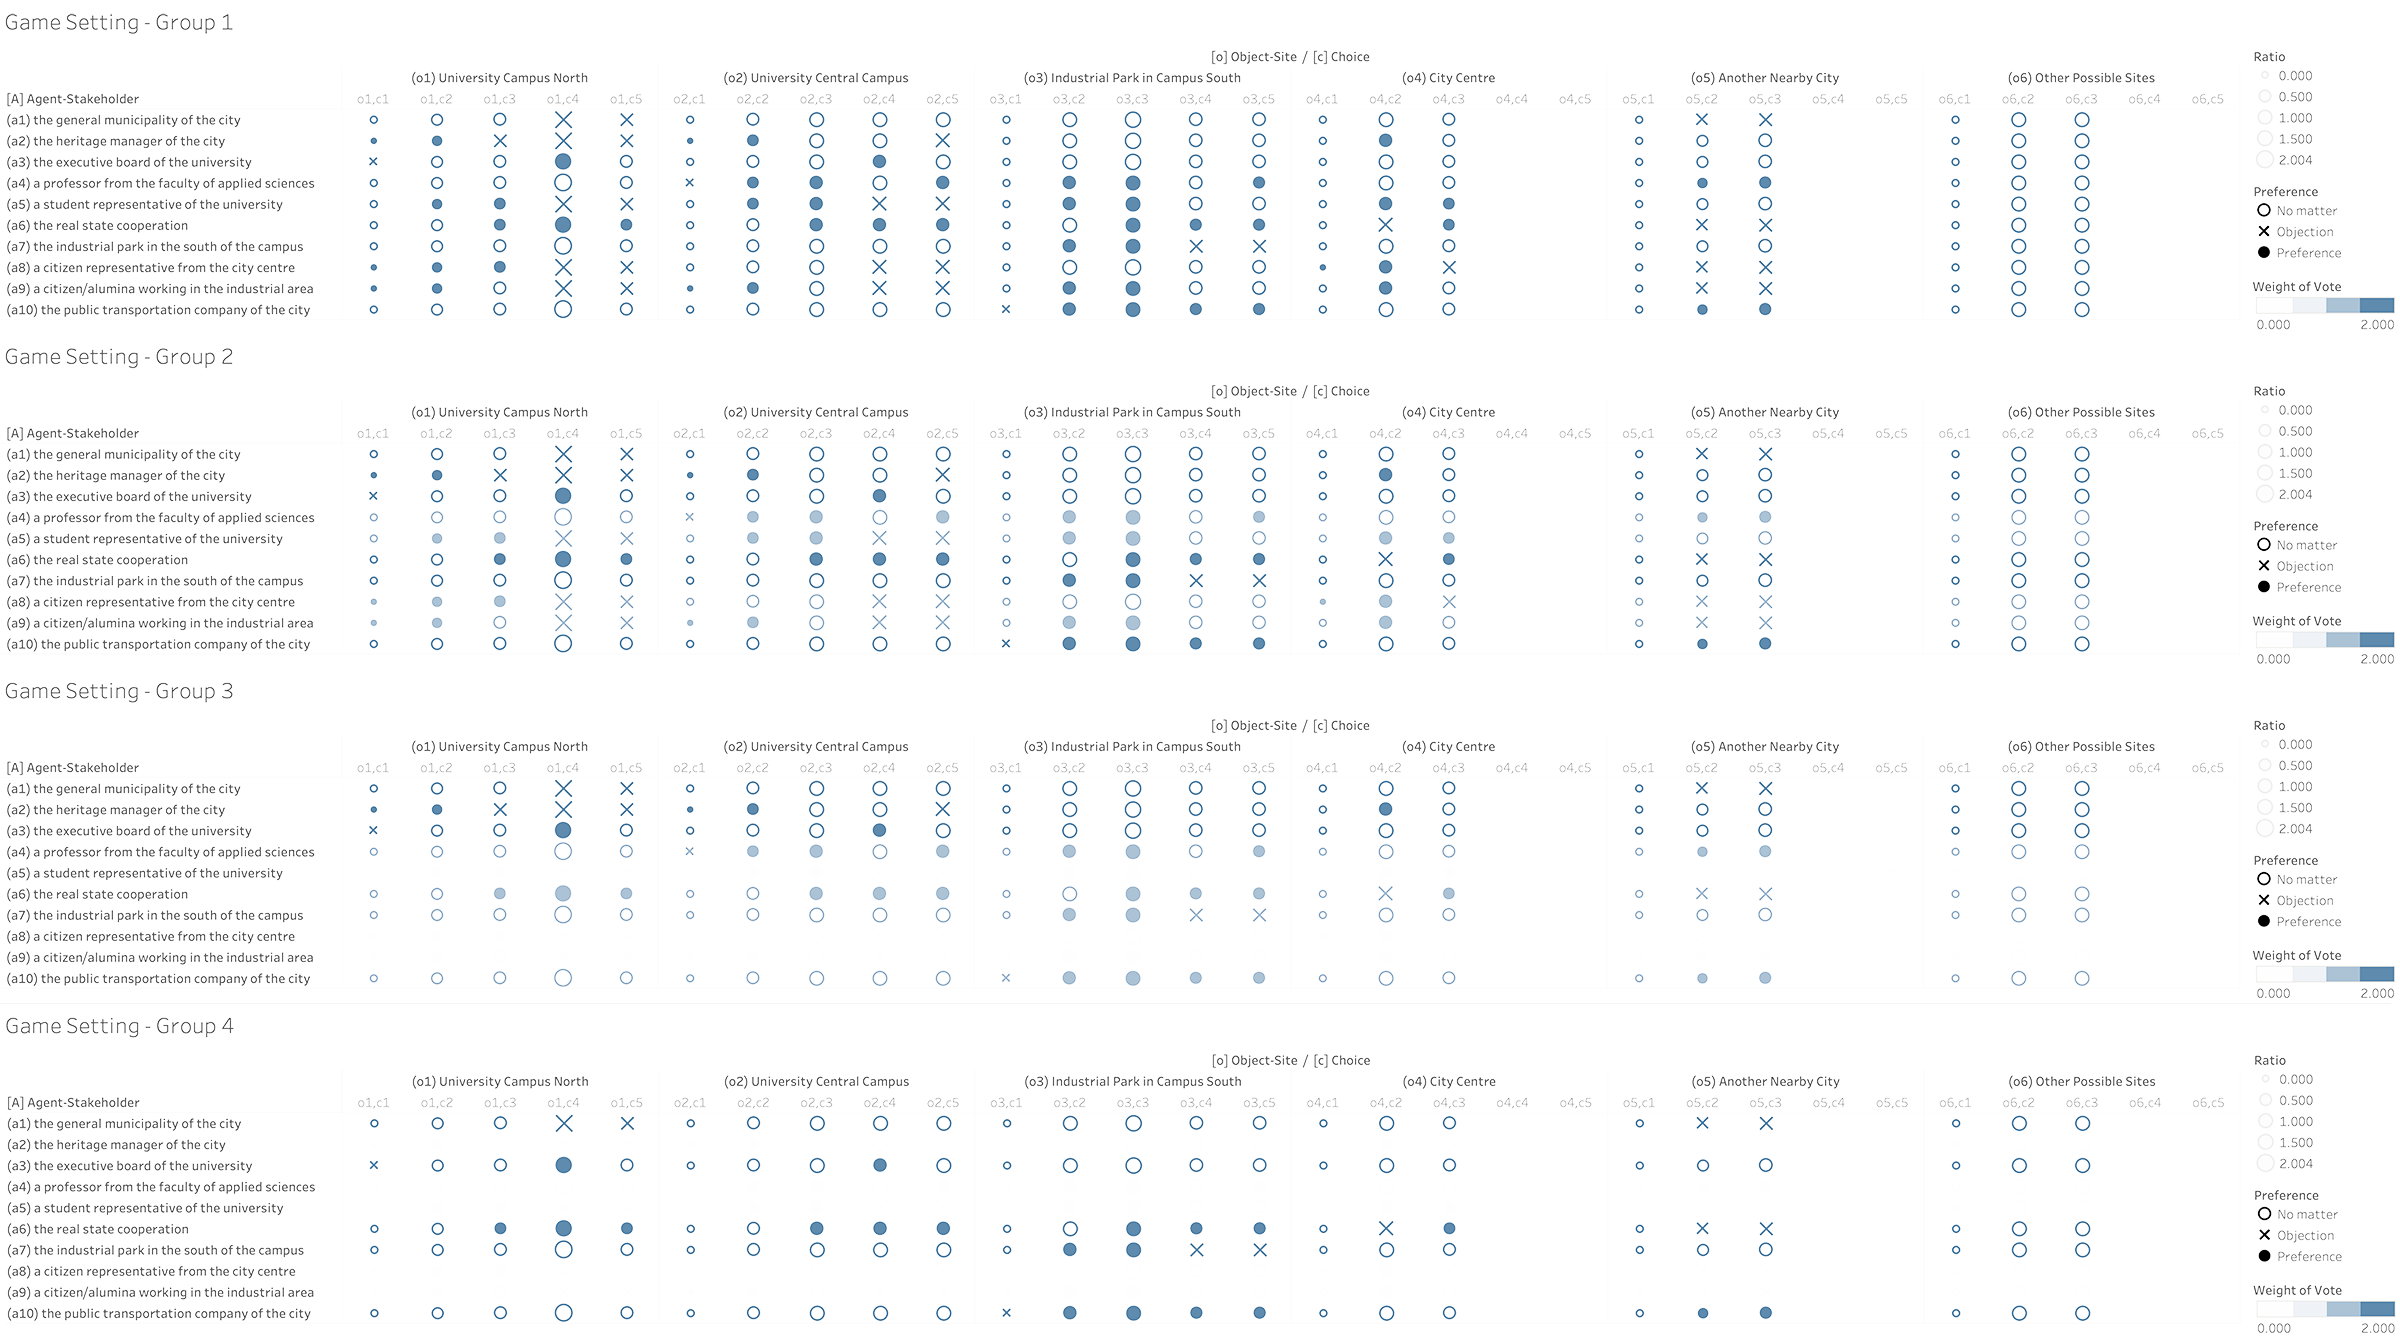 Game Setting - Group 1
[o] Object-Site / [c] Choice
(o1) University Campus North (o2) University Central Campus (o3) Industrial Park in Campus South (o4) City Centre (o5) Another Nearby City (o6) Other Possible Sites
[A] Agent-Stakeholder o1,c1 o1,c2 o1,c3 o1,c4 o1,c5 o2,c1 o2,c2 o2,c3 o2,c4 o2,c5 o3,c1 o3,c2 o3,c3 o3,c4 o3,c5 o4,c1 o4,c2 o4,c3 o4,c4 o4,c5 o5,c1 o5,c2 o5,c3 o5,c4 o5,c5 o6,c1 o6,c2 o6,c3 o6,c4 o6,c5
(a1) the general municipality of the city
(a2) the heritage manager of the city
(a3) the executive board of the university
(a4) a professor from the faculty of applied sciences
(a5) a student representative of the university
(a6) the real state cooperation
(a7) the industrial park in the south of the campus
(a8) a citizen representative from the city centre
(a9) a citizen/alumina working in the industrial area
(a10) the public transportation company of the city
Ratio
0.000
0.500
1.000
1.500
2.004
Preference
No matter
Objection
Preference
Weight of Vote
0.000 2.000
Game Setting - Group 2
[o] Object-Site / [c] Choice
(o1) University Campus North (o2) University Central Campus (o3) Industrial Park in Campus South (o4) City Centre (o5) Another Nearby City (o6) Other Possible Sites
[A] Agent-Stakeholder o1,c1 o1,c2 o1,c3 o1,c4 o1,c5 o2,c1 o2,c2 o2,c3 o2,c4 o2,c5 o3,c1 o3,c2 o3,c3 o3,c4 o3,c5 o4,c1 o4,c2 o4,c3 o4,c4 o4,c5 o5,c1 o5,c2 o5,c3 o5,c4 o5,c5 o6,c1 o6,c2 o6,c3 o6,c4 o6,c5
(a1) the general municipality of the city
(a2) the heritage manager of the city
(a3) the executive board of the university
(a4) a professor from the faculty of applied sciences
(a5) a student representative of the university
(a6) the real state cooperation
(a7) the industrial park in the south of the campus
(a8) a citizen representative from the city centre
(a9) a citizen/alumina working in the industrial area
(a10) the public transportation company of the city
Ratio
0.000
0.500
1.000
1.500
2.004
Preference
No matter
Objection
Preference
Weight of Vote
0.000 2.000
Game Setting - Group 3
[o] Object-Site / [c] Choice
(o1) University Campus North (o2) University Central Campus (o3) Industrial Park in Campus South (o4) City Centre (o5) Another Nearby City (o6) Other Possible Sites
[A] Agent-Stakeholder o1,c1 o1,c2 o1,c3 o1,c4 o1,c5 o2,c1 o2,c2 o2,c3 o2,c4 o2,c5 o3,c1 o3,c2 o3,c3 o3,c4 o3,c5 o4,c1 o4,c2 o4,c3 o4,c4 o4,c5 o5,c1 o5,c2 o5,c3 o5,c4 o5,c5 o6,c1 o6,c2 o6,c3 o6,c4 o6,c5
(a1) the general municipality of the city
(a2) the heritage manager of the city
(a3) the executive board of the university
(a4) a professor from the faculty of applied sciences
(a5) a student representative of the university
(a6) the real state cooperation
(a7) the industrial park in the south of the campus
(a8) a citizen representative from the city centre
(a9) a citizen/alumina working in the industrial area
(a10) the public transportation company of the city
Ratio
0.000
0.500
1.000
1.500
2.004
Preference
No matter
Objection
Preference
Weight of Vote
0.000 2.000
Game Setting - Group 4
[o] Object-Site / [c] Choice
(o1) University Campus North (o2) University Central Campus (o3) Industrial Park in Campus South (o4) City Centre (o5) Another Nearby City (o6) Other Possible Sites
[A] Agent-Stakeholder o1,c1 o1,c2 o1,c3 o1,c4 o1,c5 o2,c1 o2,c2 o2,c3 o2,c4 o2,c5 o3,c1 o3,c2 o3,c3 o3,c4 o3,c5 o4,c1 o4,c2 o4,c3 o4,c4 o4,c5 o5,c1 o5,c2 o5,c3 o5,c4 o5,c5 o6,c1 o6,c2 o6,c3 o6,c4 o6,c5
(a1) the general municipality of the city
(a2) the heritage manager of the city
(a3) the executive board of the university
(a4) a professor from the faculty of applied sciences
(a5) a student representative of the university
(a6) the real state cooperation
(a7) the industrial park in the south of the campus
(a8) a citizen representative from the city centre
(a9) a citizen/alumina working in the industrial area
(a10) the public transportation company of the city
Ratio
0.000
0.500
1.000
1.500
2.004
Preference
No matter
Objection
Preference
Weight of Vote
0.000 2.000